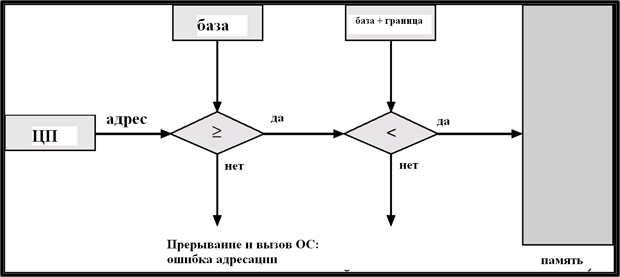 база
база + граница
ЦП
адрес
≥
да
<
да
нет
нет
Прерывание и вызов ОС:
ошибка адресации
память